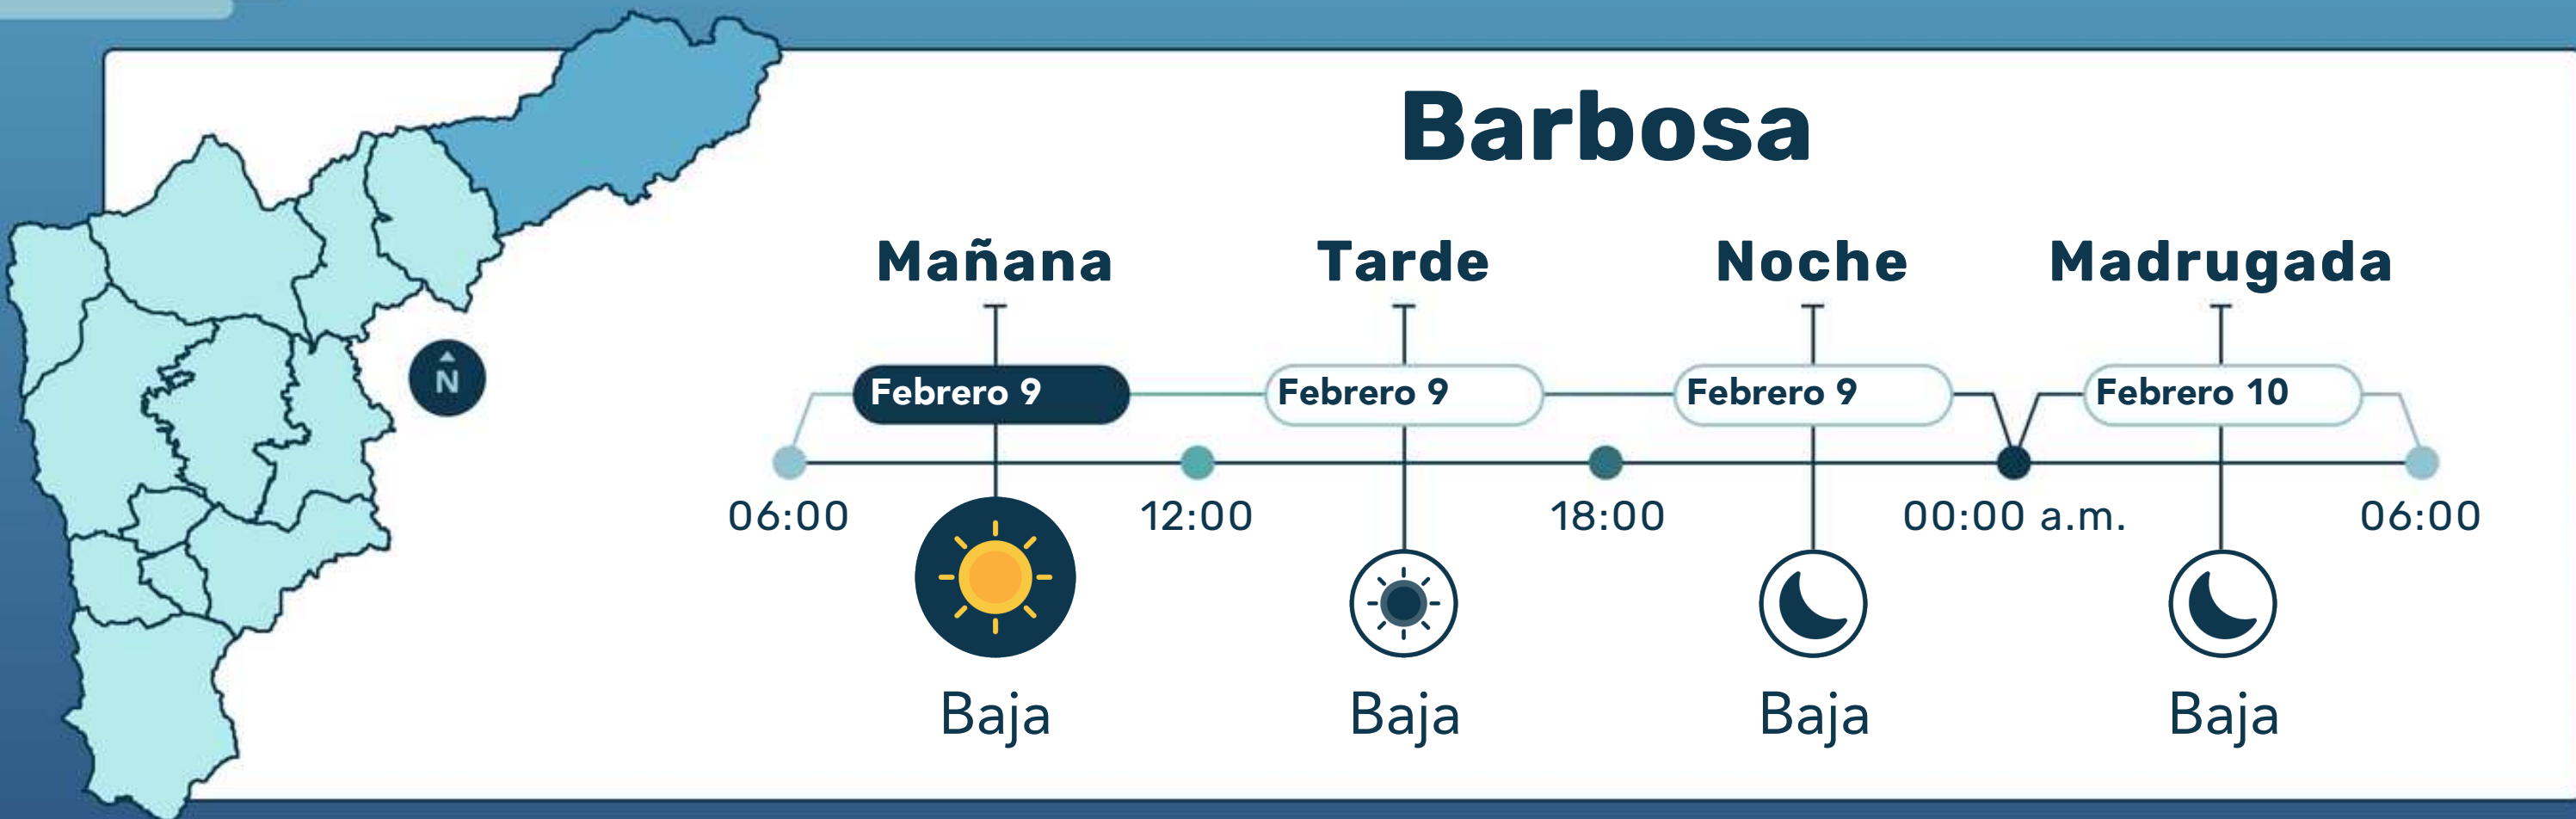 Barbosa
Mañana Tarde Noche Madrugada
Febrero 9 Febrero 9 Febrero 9 Febrero 10
N
06:00 12:00 18:00 00:00 a.m. 06:00
Baja Baja Baja Baja